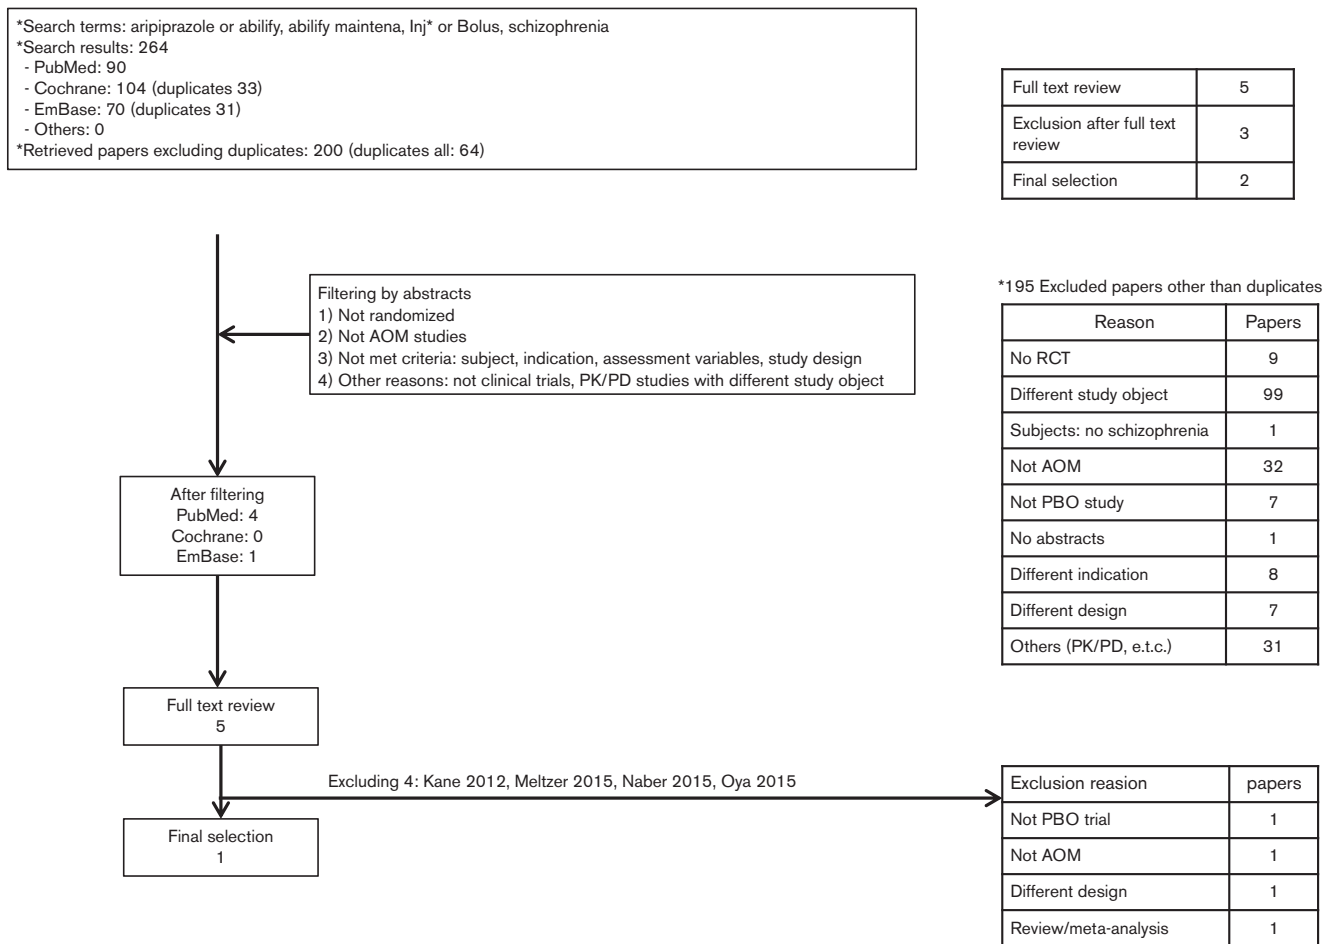 *Search terms: aripiprazole or abilify, abilify maintena, Inj* or Bolus, schizophrenia
*Search results: 264
- PubMed: 90
- Cochrane: 104 (duplicates 33)
- EmBase: 70 (duplicates 31)
- Others: 0
*Retrieved papers excluding duplicates: 200 (duplicates all: 64)
Full text review 5
Exclusion after full text
review 3
Final selection 2
Filtering by abstracts
1) Not randomized
2) Not AOM studies
3) Not met criteria: subject, indication, assessment variables, study design
4) Other reasons: not clinical trials, PK/PD studies with different study object
*195 Excluded papers other than duplicates
Reason Papers
No RCT 9
Different study object 99
Subjects: no schizophrenia 1
Not AOM 32
Not PBO study 7
No abstracts 1
Different indication 8
Different design 7
Others (PK/PD, e.t.c.) 31
After filtering
PubMed: 4
Cochrane: 0
EmBase: 1
Full text review
5
Excluding 4: Kane 2012, Meltzer 2015, Naber 2015, Oya 2015
Final selection
1
Exclusion reasion papers
Not PBO trial 1
Not AOM 1
Different design 1
Review/meta-analysis 1